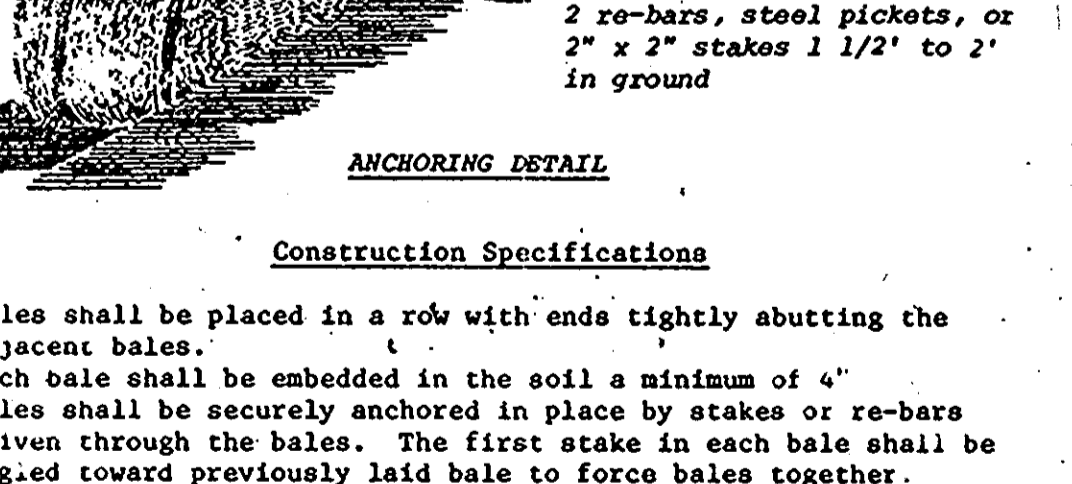 2 re-bars, steel pickets, or
2" x 2" stakes 1 1/2' to 2'
in ground
ANCHORING DETAIL
Construction Specifications
les shall be placed in a row with ends tightly abutting the
jacent bales.
ch bale shall be embedded in the soil a minimum of 4"
les shall be securely anchored in place by stakes or re-bars
iven through the bales. The first stake in each bale shall be
gled toward previously laid bale to force bales together.